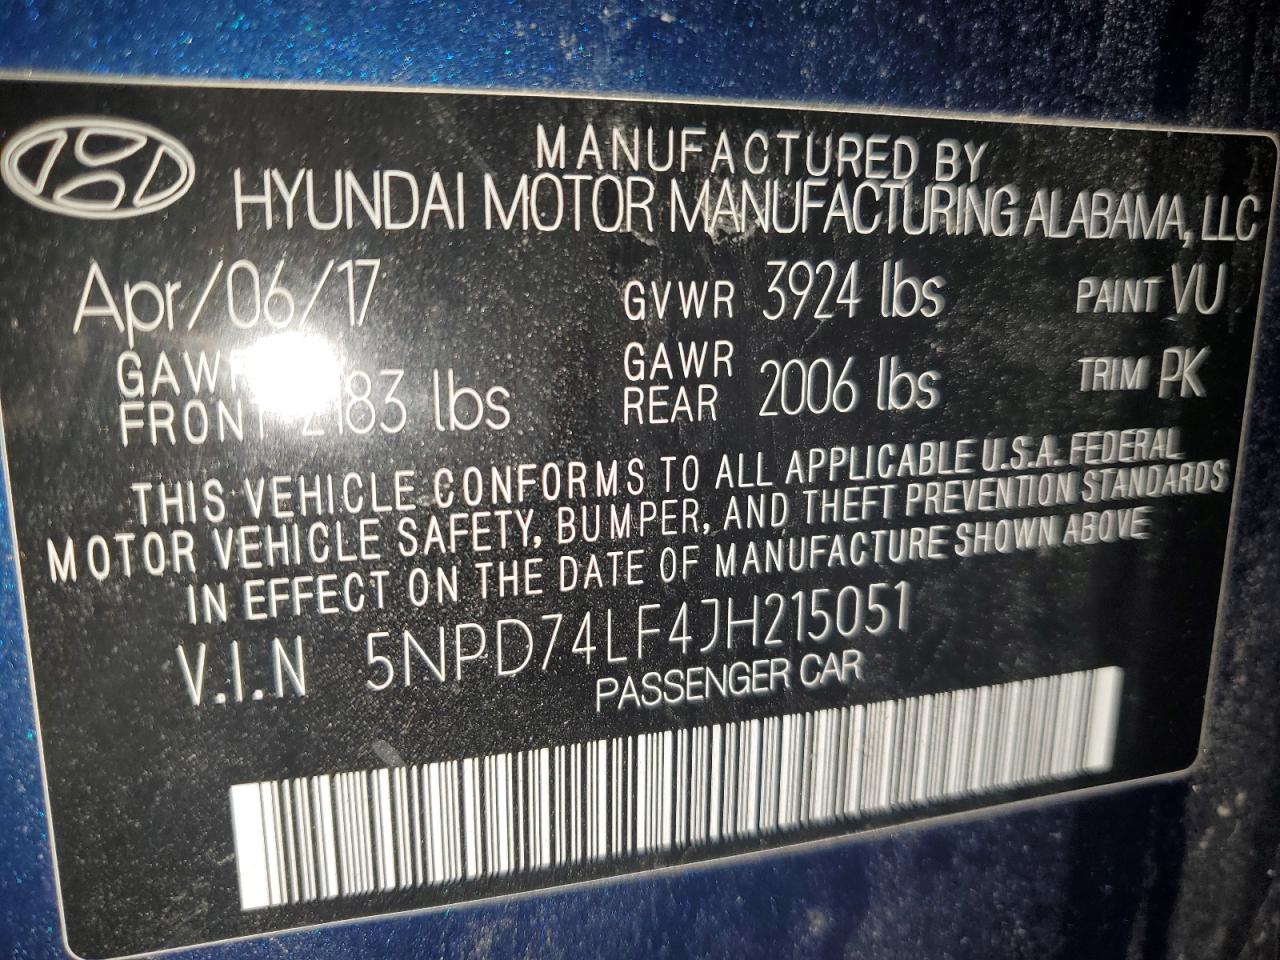 MANUFACTURED BY
HYUNDAI MOTOR MANUFACTURING ALABAMA, LLC
Apr/06/17 GVWR 3924 lbs PAINT VU
GAWR FRONT 2183 lbs GAWR REAR 2006 lbs TRIM PK
THIS VEHICLE CONFORMS TO ALL APPLICABLE U.S.A. FEDERAL
MOTOR VEHICLE SAFETY, BUMPER, AND THEFT PREVENTION STANDARDS
IN EFFECT ON THE DATE OF MANUFACTURE SHOWN ABOVE
V.I.N 5NPD74LF4JH215051
PASSENGER CAR